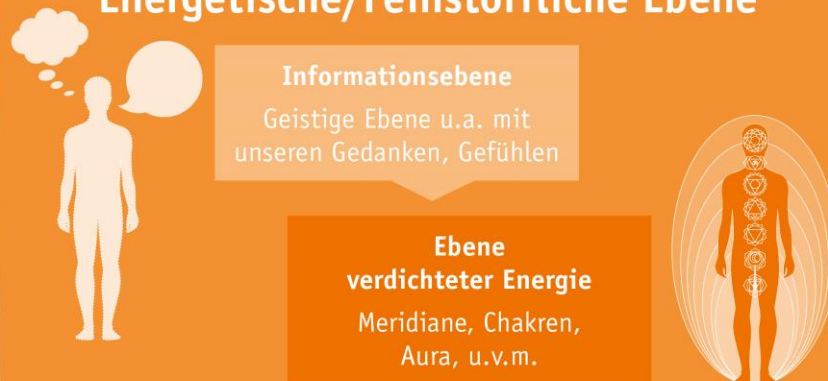 Energetische/feinstoffliche Ebene
Informationsebene
Geistige Ebene u.a. mit
unseren Gedanken, Gefühlen
Ebene
verdichteter Energie
Meridiane, Chakren,
Aura, u.v.m.